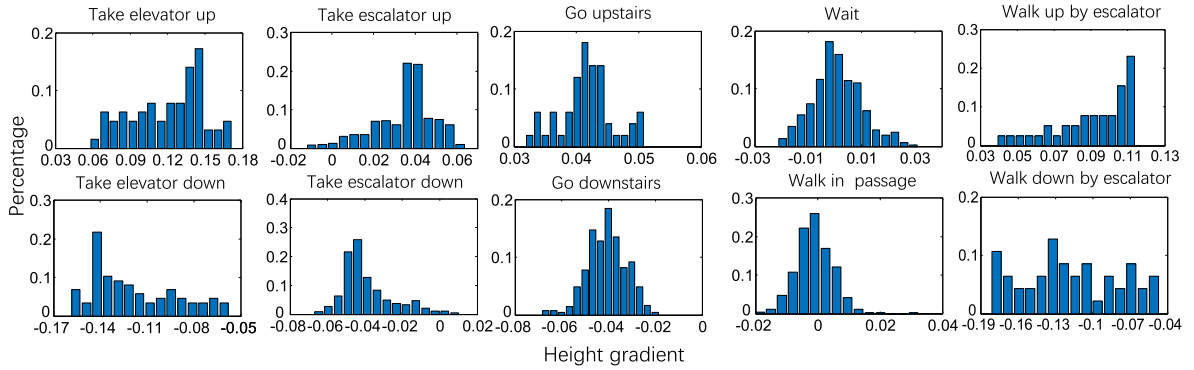 Take elevator up
Take escalator up
Go upstairs
Wait
Walk up by escalator
0.2
0.1
0
0.03 0.06 0.09 0.12 0.15 0.18
0.3
0.2
0.1
0
-0.02 0 0.02 0.04 0.06
0.2
0.1
0
0.03 0.04 0.05 0.06
0.2
0.1
0
-0.03 -0.01 0.01 0.03
0.3
0.2
0.1
0
0.03 0.05 0.07 0.09 0.11 0.13
Percentage
Take elevator down
Take escalator down
Go downstairs
Walk in passage
Walk down by escalator
0.3
0.2
0.1
0
-0.17 -0.14 -0.11 -0.08 -0.05
0.4
0.3
0.2
0.1
0
-0.08 -0.06 -0.04 -0.02 0 0.02
0.2
0.1
0
-0.08 -0.06 -0.04 -0.02 0
0.3
0.2
0.1
0
-0.02 0 0.02 0.04
0.2
0.1
0
-0.19 -0.16 -0.13 -0.1 -0.07 -0.04
Height gradient